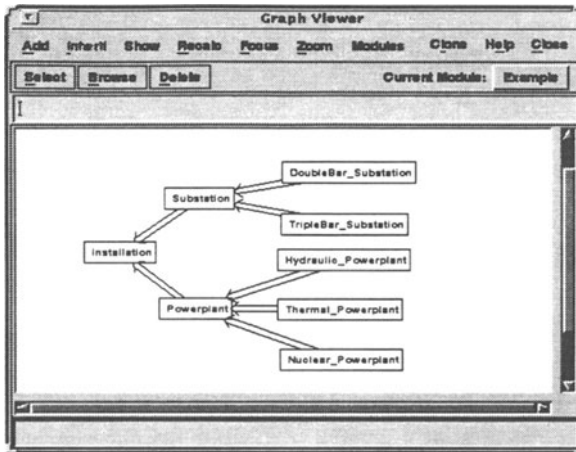 Graph Viewer
Add Inherit Show Recalc Focus Zoom Modules Clone Help Close
Select Browse Delete Current Module: Example
DoubleBar_Substation
Substation
TripleBar_Substation
Installation
Hydraulic_Powerplant
Powerplant
Thermal_Powerplant
Nuclear_Powerplant